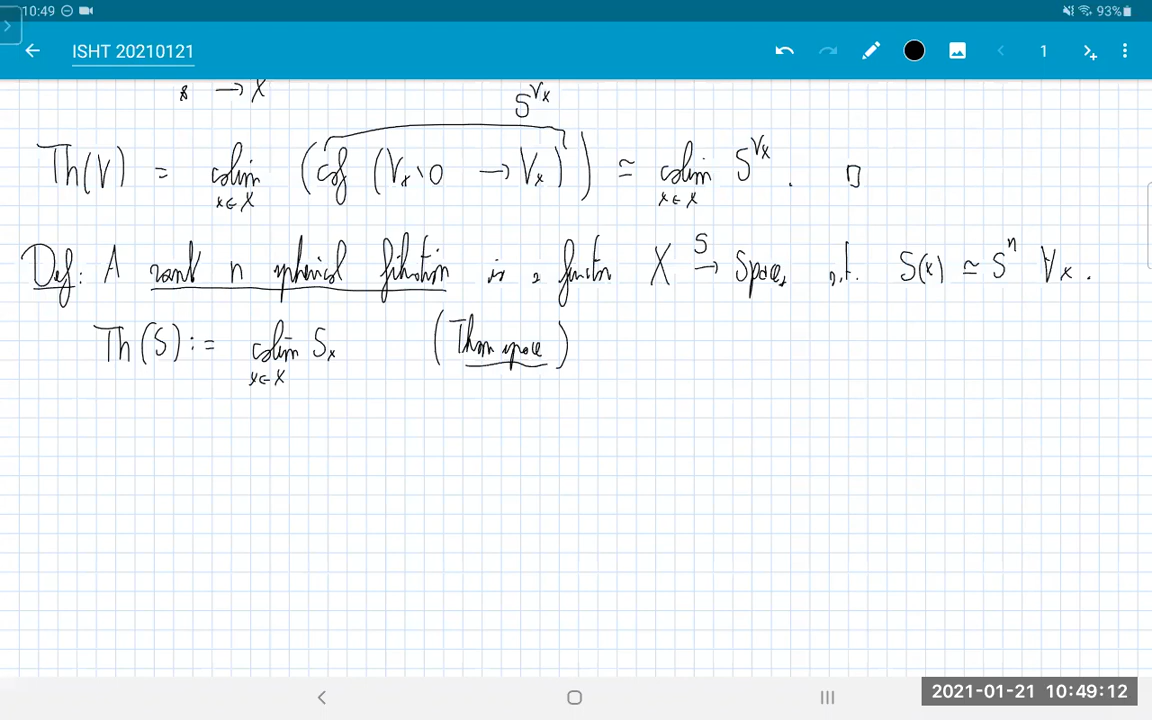 10:49
93%
ISHT 20210121
1
* → X
S^{V_x}
Th(V) = colim_{x∈X} (cof (V_x∖0 → V_x)) ≃ colim_{x∈X} S^{V_x} . □
Def: A rank n spherical fibration is a functor X →^{S} Space_* s.t. S(x) ≃ S^n ∀x.
Th(S) := colim_{x∈X} S_x (Thom space)
2021-01-21 10:49:12